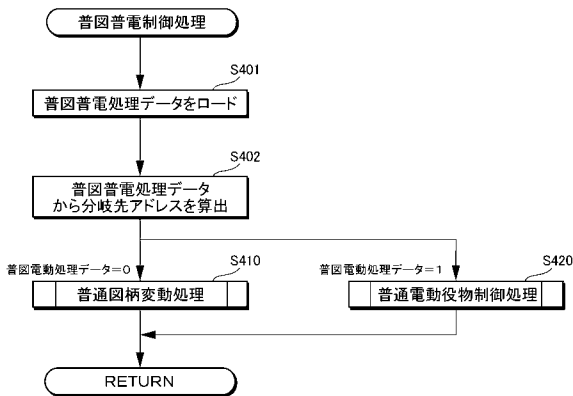 普図普電制御処理
S401
普図普電処理データをロード
S402
普図普電処理データ
から分岐先アドレスを算出
普図電動処理データ=0
S410
普図電動処理データ=1
S420
普通図柄変動処理
普通電動役物制御処理
RETURN